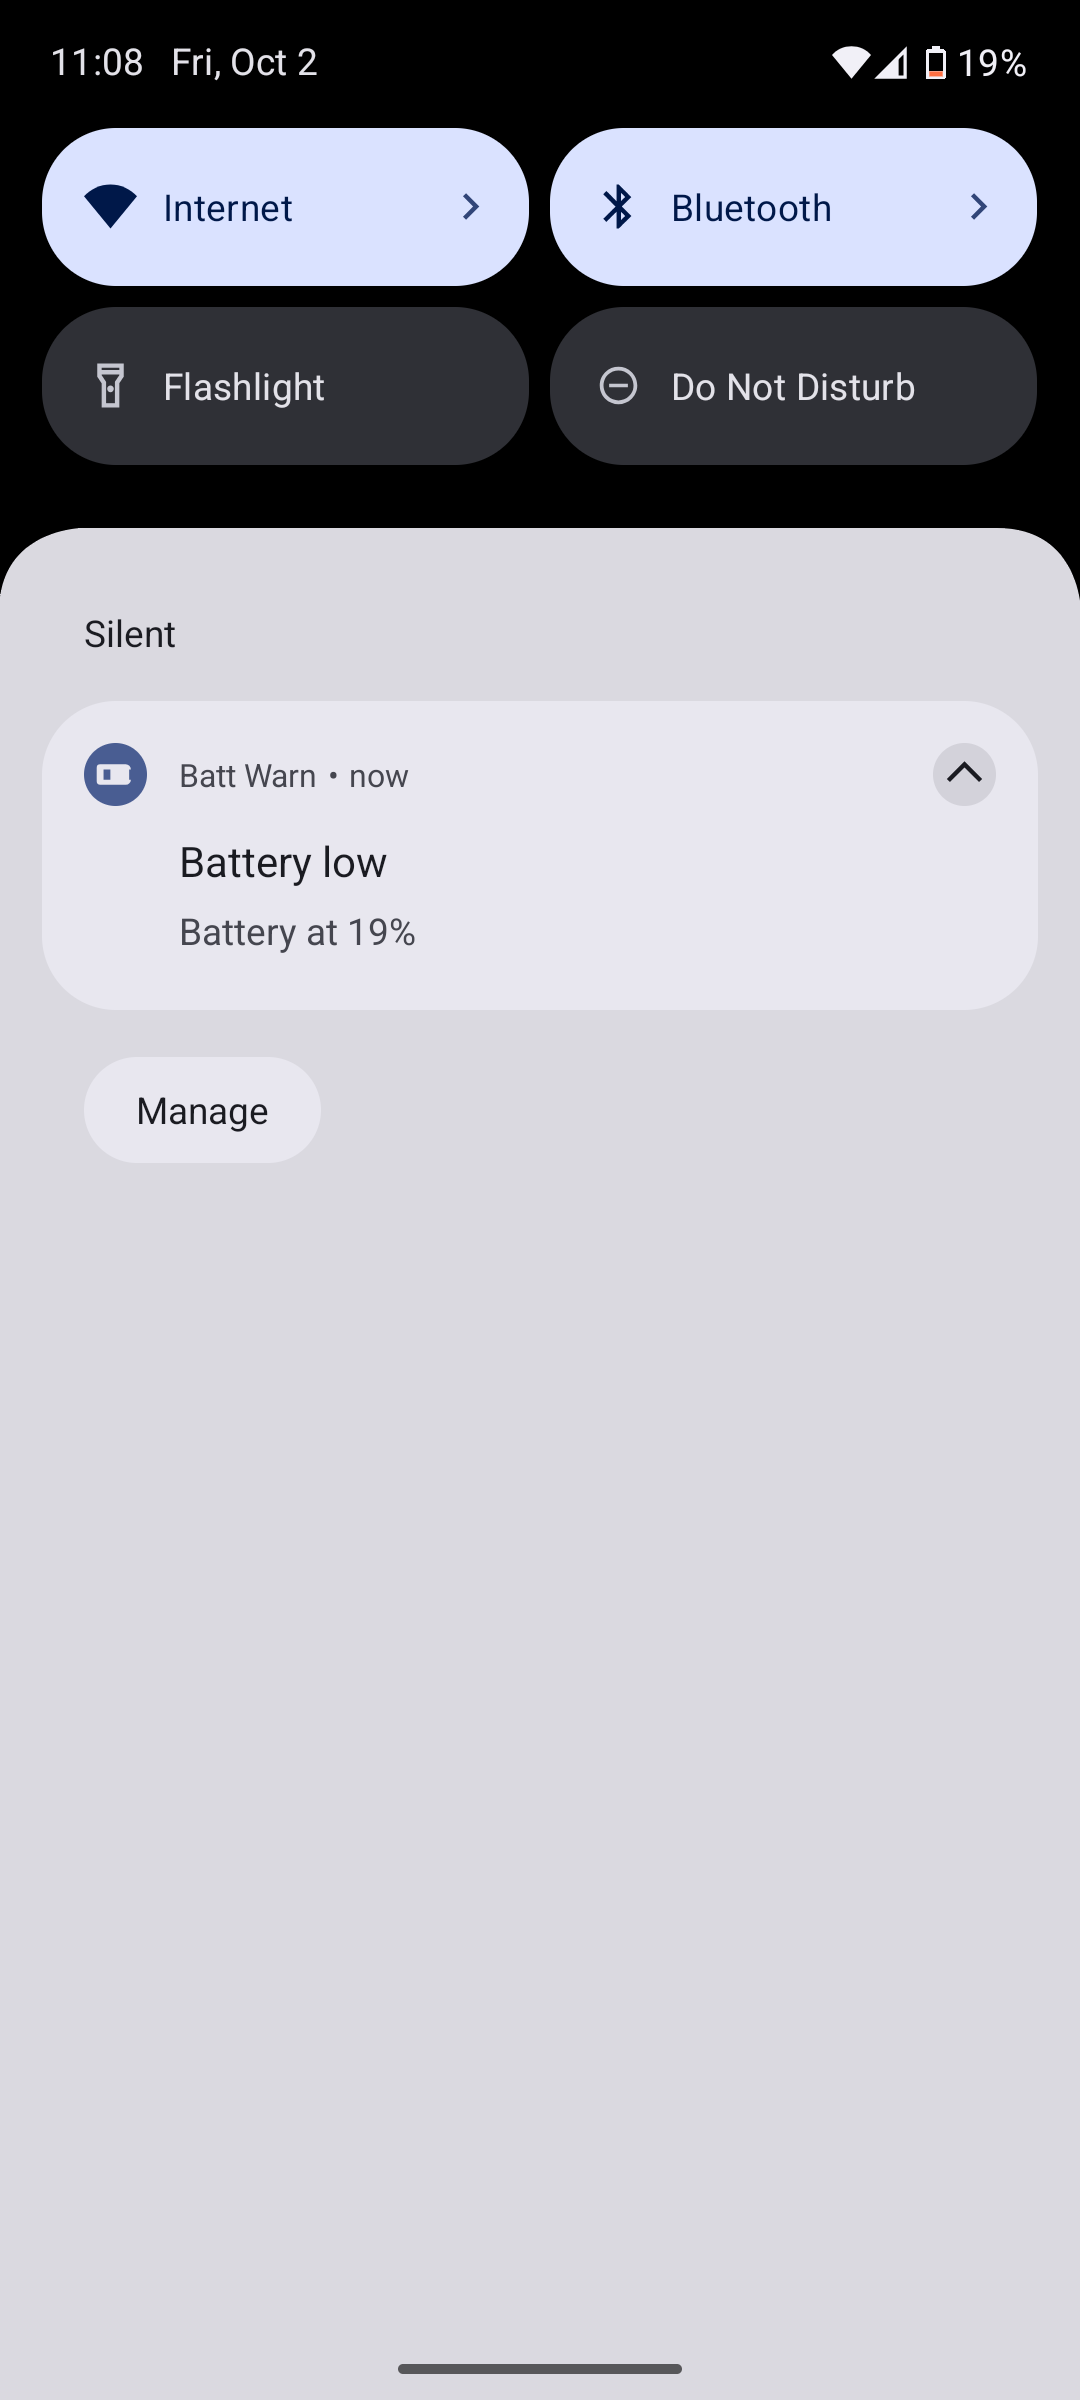 11:08 Fri, Oct 2 19%
Internet Bluetooth
Flashlight Do Not Disturb
Silent
Batt Warn • now
Battery low
Battery at 19%
Manage